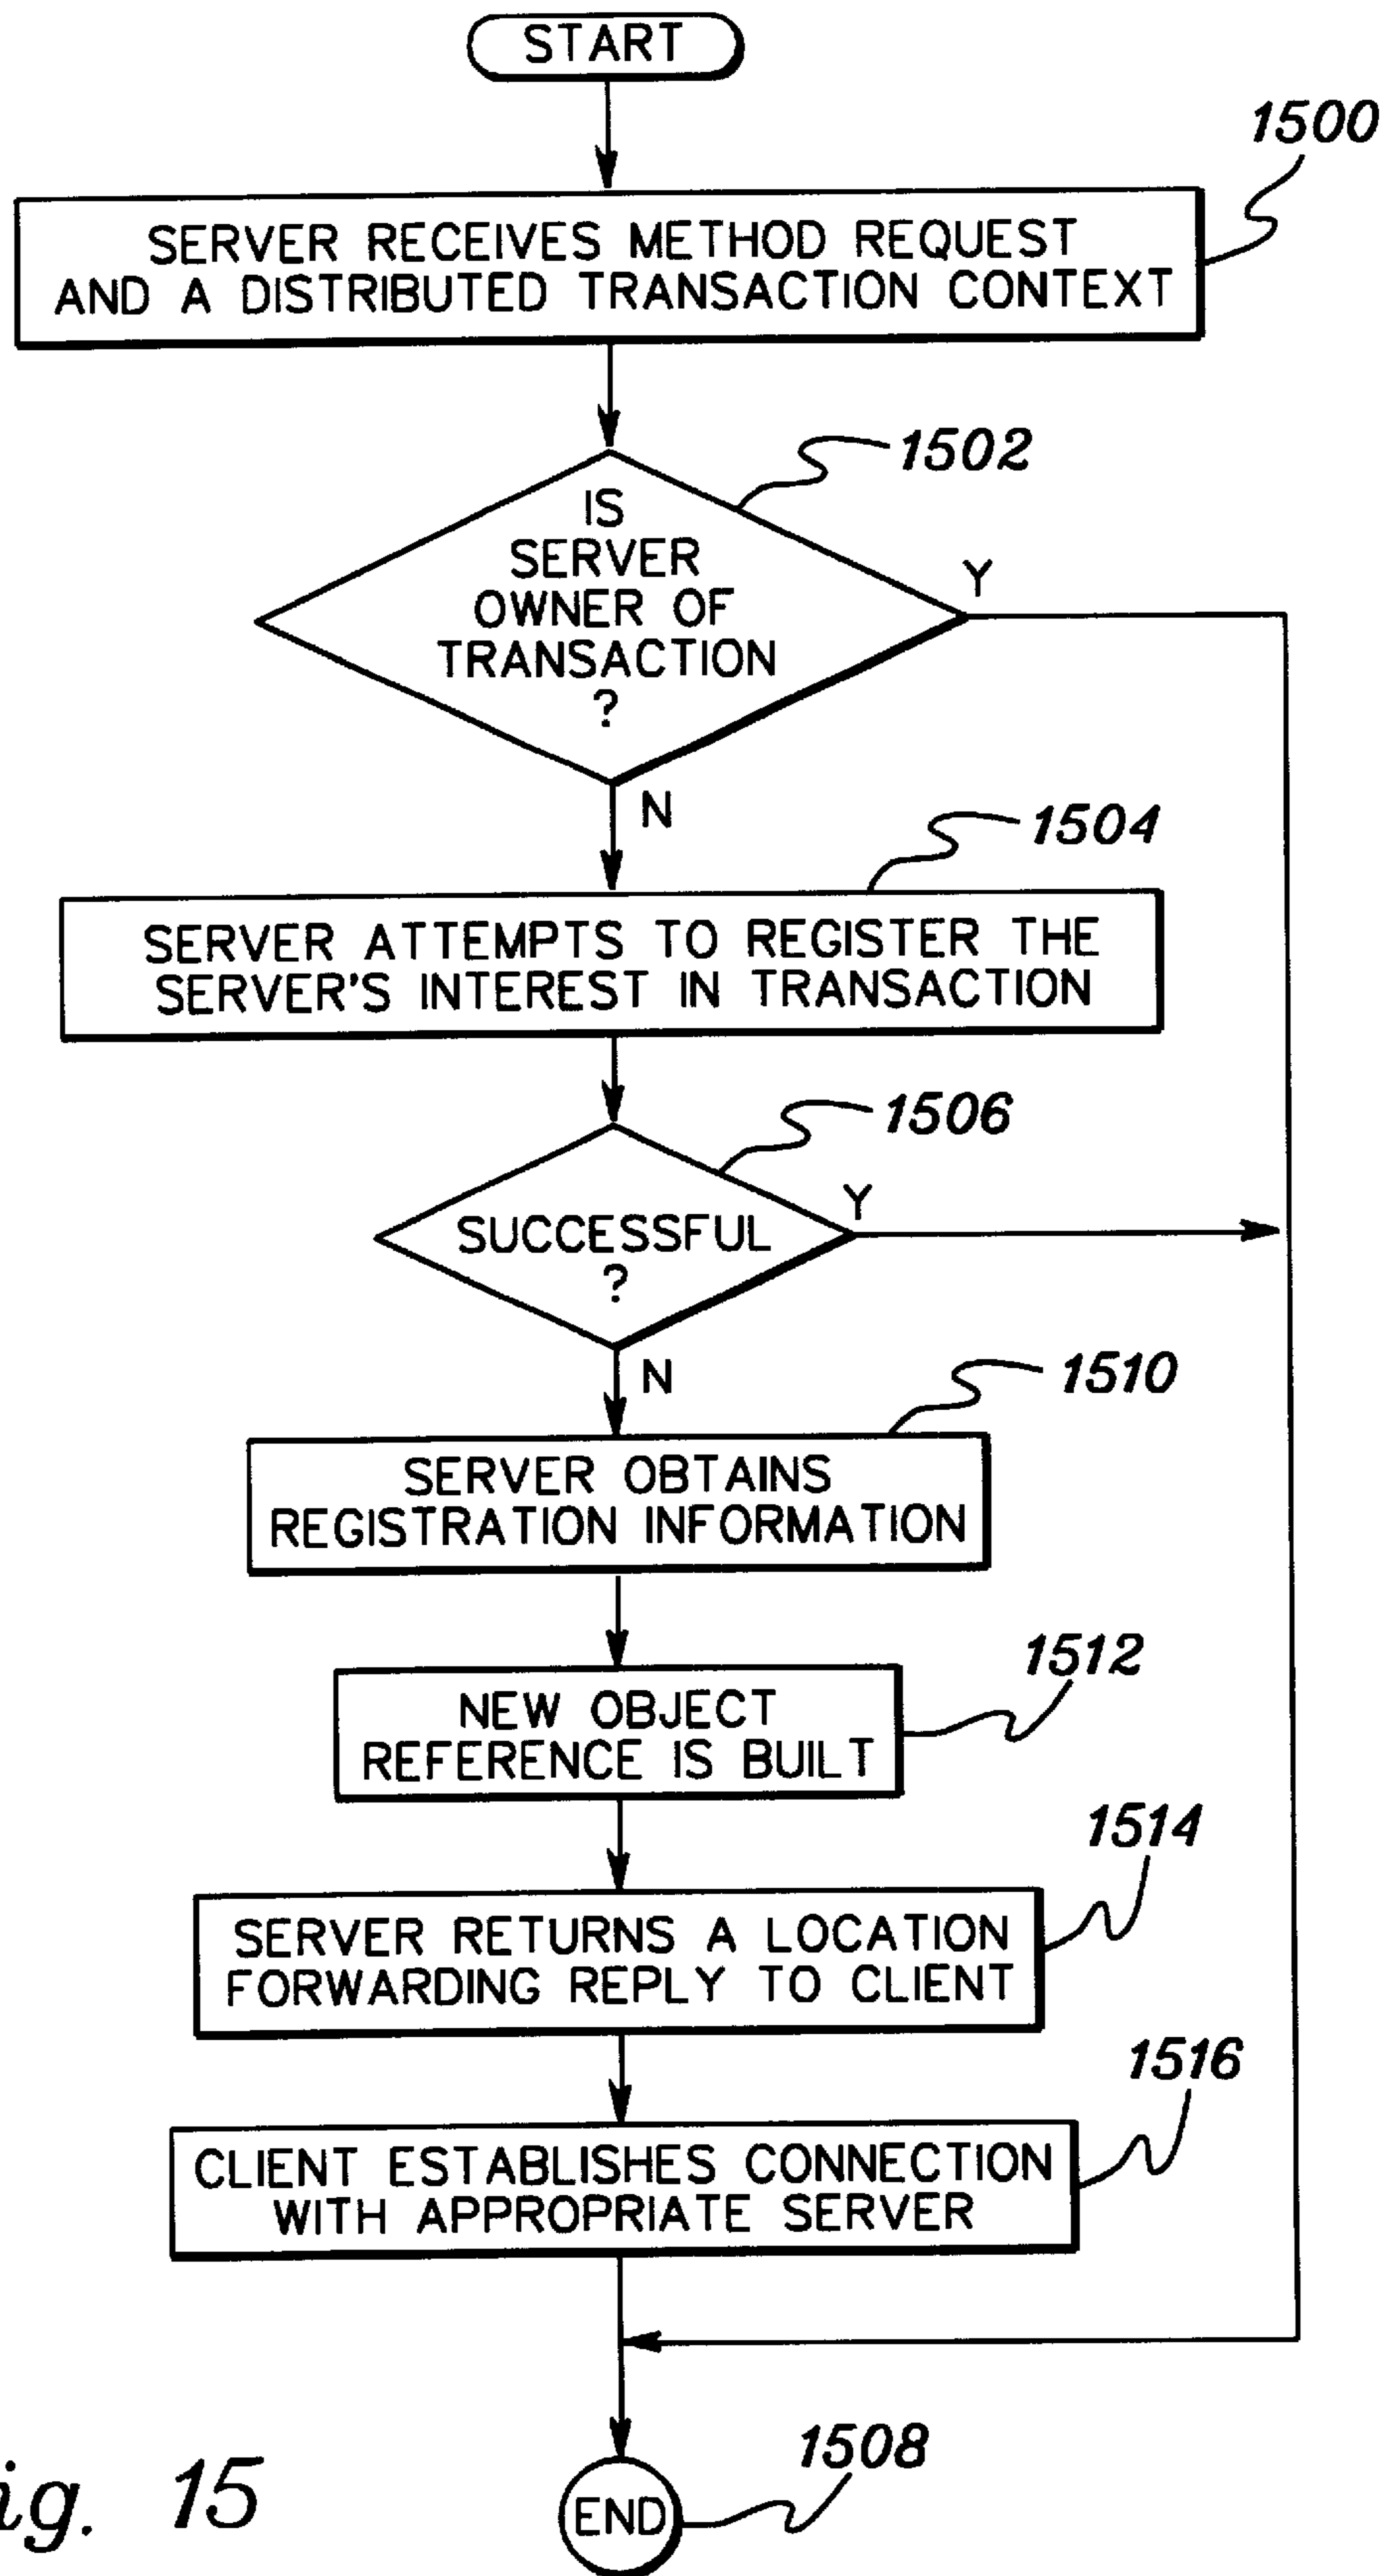 START
1500
SERVER RECEIVES METHOD REQUEST
AND A DISTRIBUTED TRANSACTION CONTEXT
1502
IS
SERVER
OWNER OF
TRANSACTION
?
Y
N
1504
SERVER ATTEMPTS TO REGISTER THE
SERVER'S INTEREST IN TRANSACTION
1506
SUCCESSFUL
?
Y
N
1510
SERVER OBTAINS
REGISTRATION INFORMATION
1512
NEW OBJECT
REFERENCE IS BUILT
1514
SERVER RETURNS A LOCATION
FORWARDING REPLY TO CLIENT
1516
CLIENT ESTABLISHES CONNECTION
WITH APPROPRIATE SERVER
1508
END
ig. 15